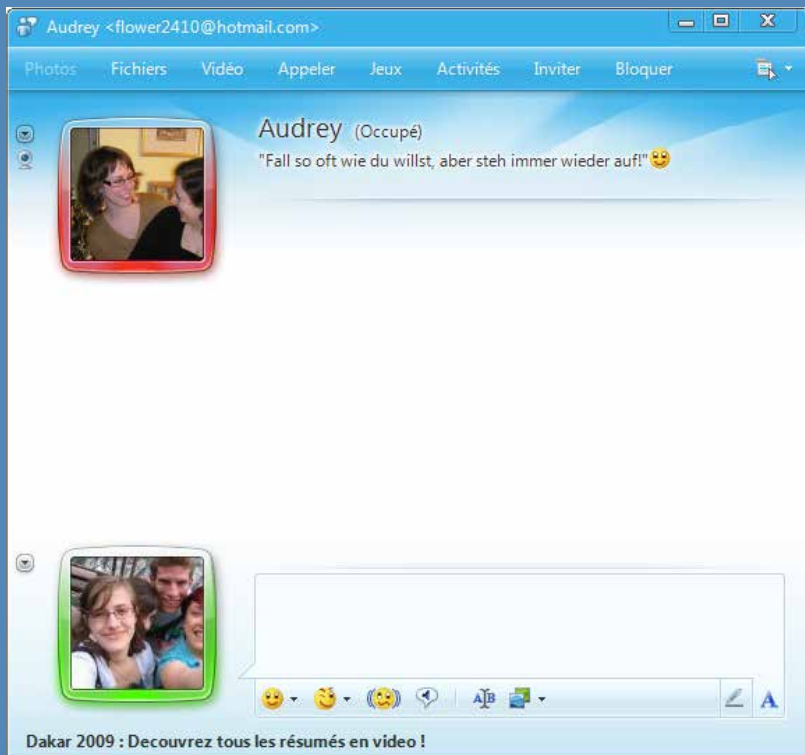 Audrey <flower2410@hotmail.com>
Photos Fichiers Vidéo Appeler Jeux Activités Inviter Bloquer
Audrey (Occupé)
"Fall so oft wie du willst, aber steh immer wieder auf!"
AB
A
Dakar 2009 : Decouvrez tous les résumés en video !